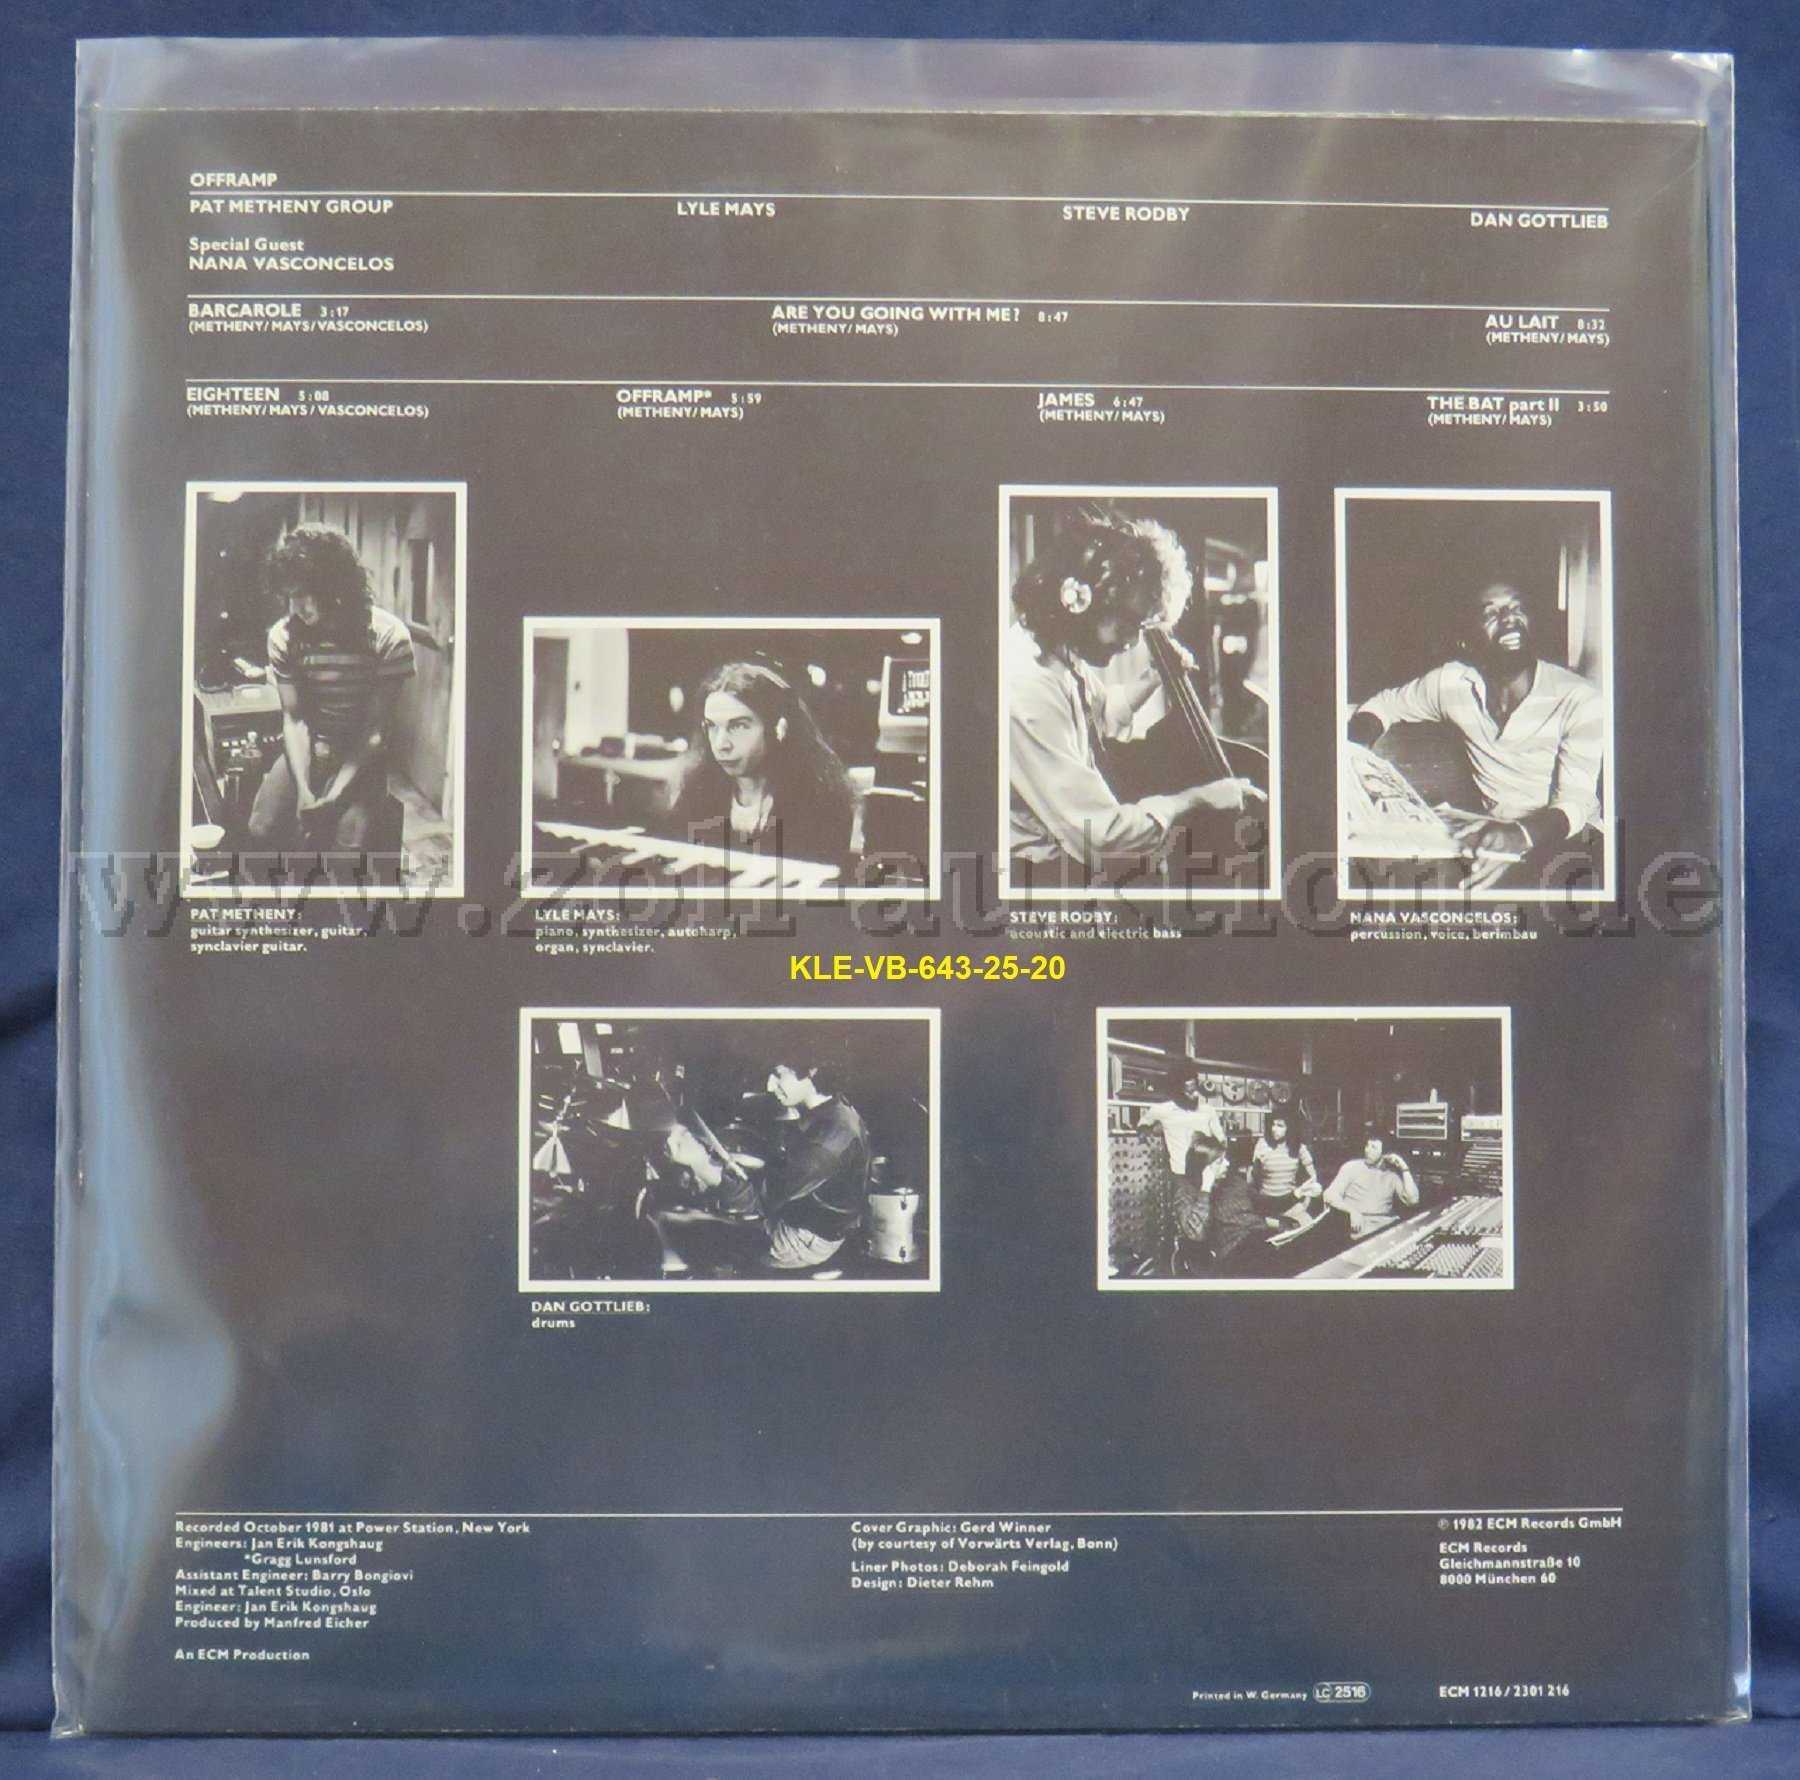 OFFRAMP
PAT METHENY GROUP LYLE MAYS STEVE RODBY DAN GOTTLIEB
Special Guest
NANA VASCONCELOS
BARCAROLE 3:17 ARE YOU GOING WITH ME? 8:47 AU LAIT 8:32
(METHENY/MAYS/VASCONCELOS) (METHENY/MAYS) (METHENY/MAYS)
EIGHTEEN 5:08 OFFRAMP* 5:59 JAMES 6:47 THE BAT part II 3:50
(METHENY/MAYS/VASCONCELOS) (METHENY/MAYS) (METHENY/MAYS) (METHENY/MAYS)
www.zoll-auktion.de
PAT METHENY:
guitar synthesizer, guitar,
synclavier guitar.
LYLE MAYS:
piano, synthesizer, autoharp,
organ, synclavier.
STEVE RODBY:
acoustic and electric bass
NANA VASCONCELOS:
percussion, voice, berimbau
KLE-VB-643-25-20
DAN GOTTLIEB:
drums
Recorded October 1981 at Power Station, New York
Engineers: Jan Erik Kongshaug
*Gragg Lunsford
Assistant Engineer: Barry Bongiovi
Mixed at Talent Studio, Oslo
Engineer: Jan Erik Kongshaug
Produced by Manfred Eicher
An ECM Production
Cover Graphic: Gerd Winner
(by courtesy of Vorwärts Verlag, Bonn)
Liner Photos: Deborah Feingold
Design: Dieter Rehm
℗ 1982 ECM Records GmbH
ECM Records
Gleichmannstraße 10
8000 München 60
Printed in W. Germany LC 2516
ECM 1216 / 2301 216